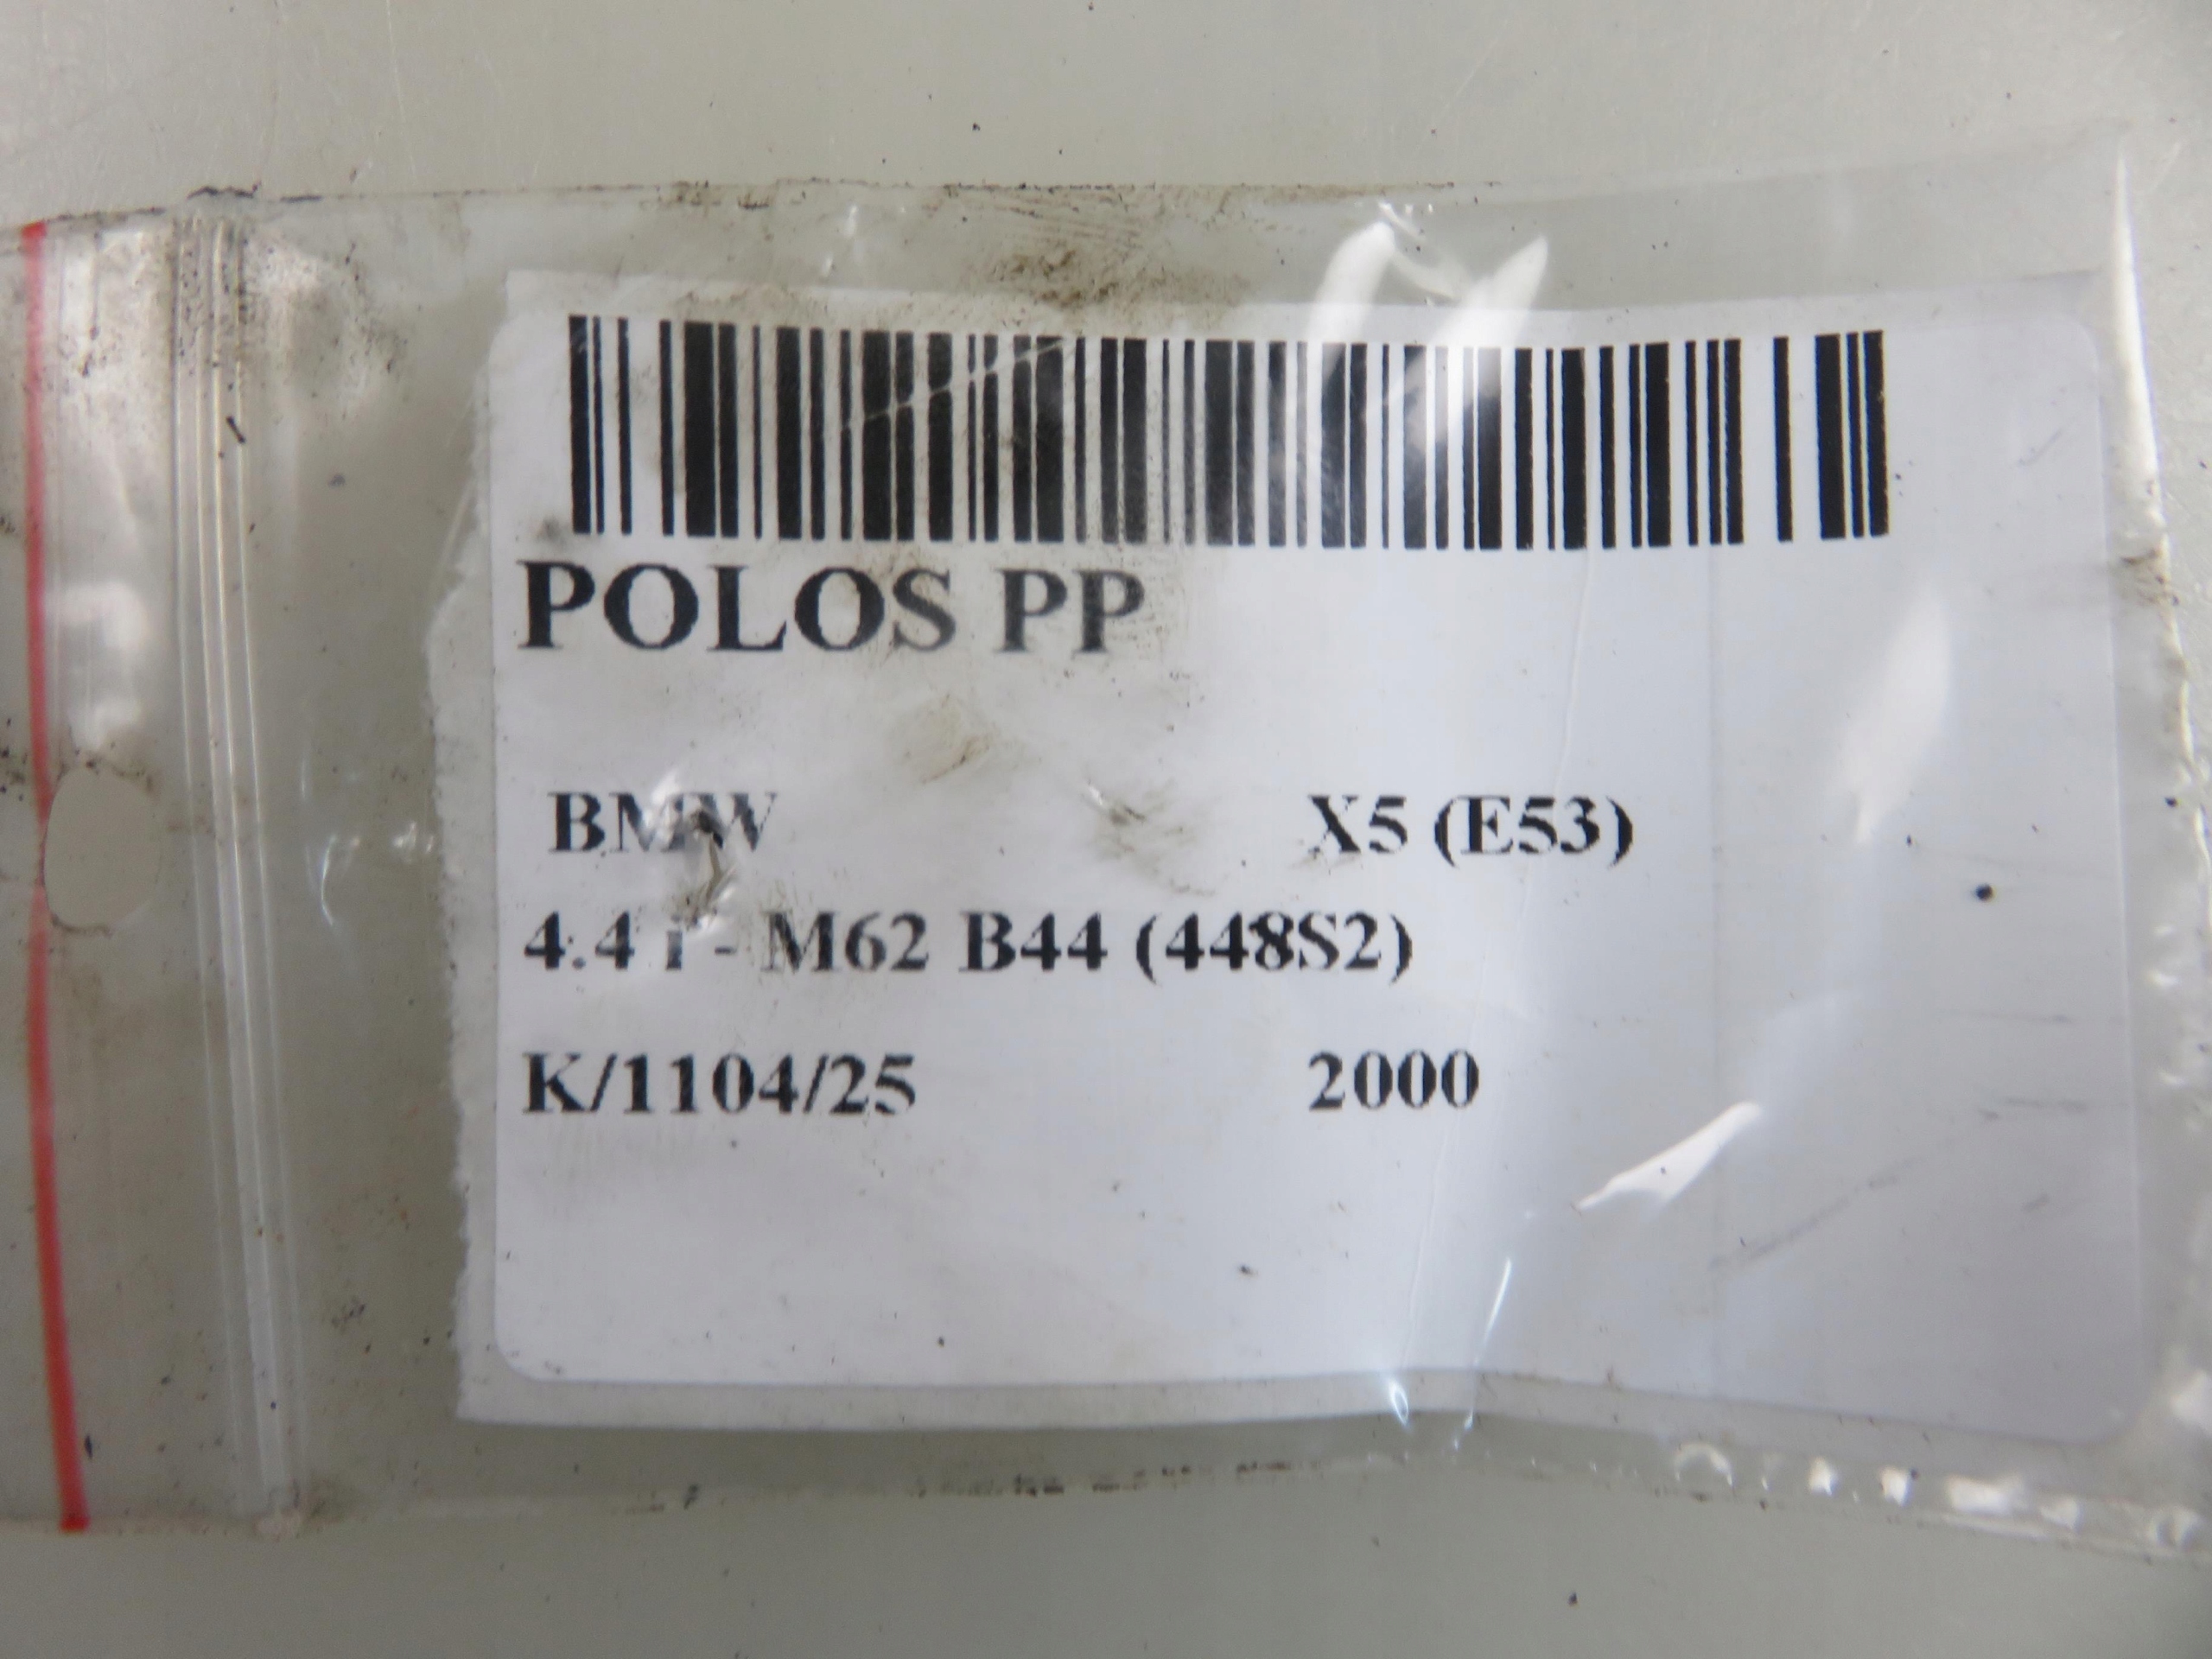 POLOS PP
BMW X5 (E53)
4.4 i - M62 B44 (448S2)
K/1104/25 2000